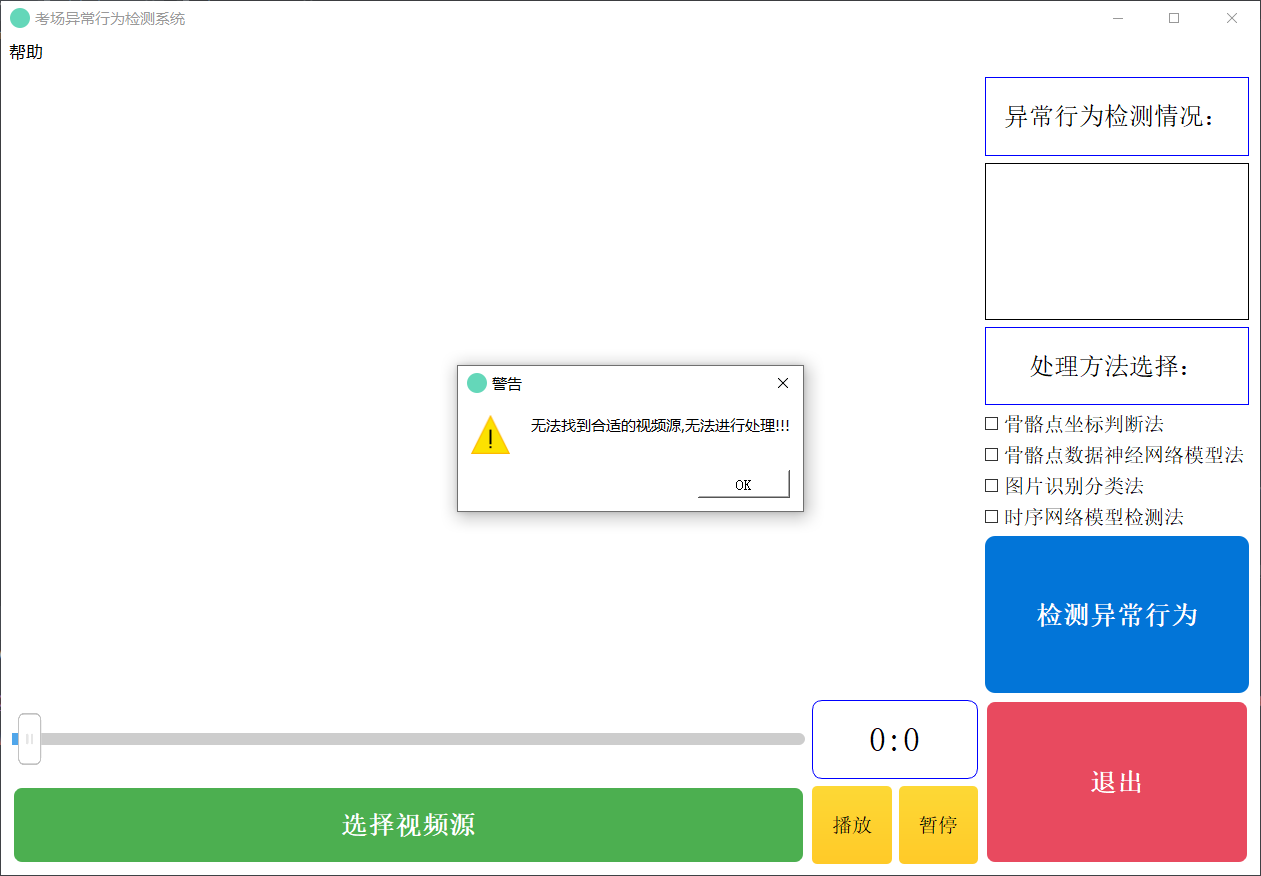 考场异常行为检测系统
帮助
异常行为检测情况：
处理方法选择：
骨骼点坐标判断法
骨骼点数据神经网络模型法
图片识别分类法
时序网络模型检测法
检测异常行为
警告
无法找到合适的视频源,无法进行处理!!!
OK
0:0
选择视频源
播放
暂停
退出